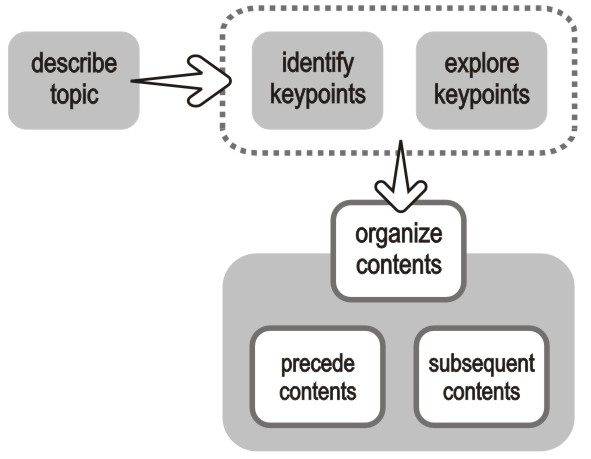 describe
topic
identify
keypoints
explore
keypoints
organize
contents
precede
contents
subsequent
contents